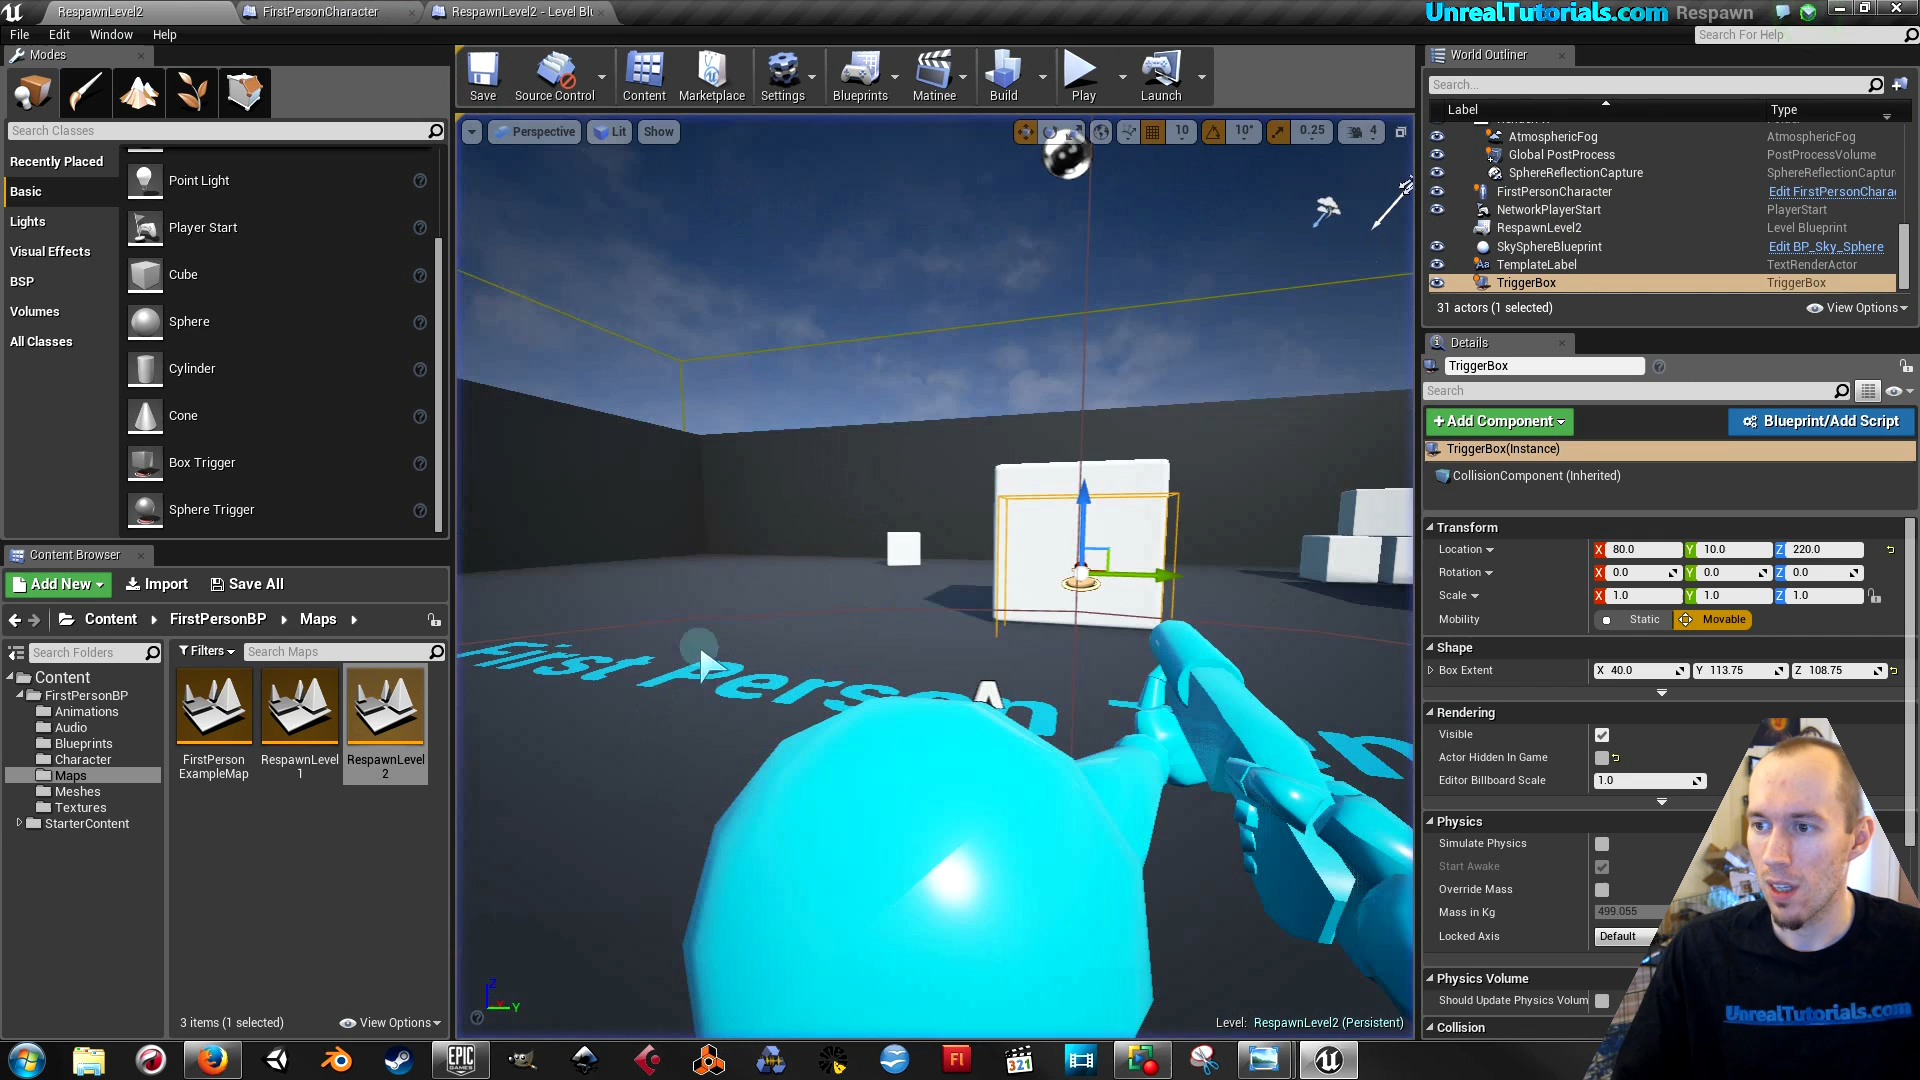 RespawnLevel2
FirstPersonCharacter
RespawnLevel2 - Level Blu
UnrealTutorials.com
Respawn
File
Edit
Window
Help
Search For Help
Modes
Search Classes
Recently Placed
Basic
Lights
Visual Effects
BSP
Volumes
All Classes
Point Light
Player Start
Cube
Sphere
Cylinder
Cone
Box Trigger
Sphere Trigger
Save
Source Control
Content
Marketplace
Settings
Blueprints
Matinee
Build
Play
Launch
Perspective
Lit
Show
10
10°
0.25
4
First Person
Level: RespawnLevel2 (Persistent)
Z
Y
Content Browser
Add New
Import
Save All
Content
FirstPersonBP
Maps
Search Folders
Filters
Search Maps
Content
FirstPersonBP
Animations
Audio
Blueprints
Character
Maps
Meshes
Textures
StarterContent
FirstPerson
ExampleMap
RespawnLevel
1
RespawnLevel
2
3 items (1 selected)
View Options
World Outliner
Search...
Label
Type
AtmosphericFog
AtmosphericFog
Global PostProcess
PostProcessVolume
SphereReflectionCapture
SphereReflectionCaptur
FirstPersonCharacter
Edit FirstPersonChara
NetworkPlayerStart
PlayerStart
RespawnLevel2
Level Blueprint
SkySphereBlueprint
Edit BP_Sky_Sphere
TemplateLabel
TextRenderActor
TriggerBox
TriggerBox
31 actors (1 selected)
View Options
Details
TriggerBox
Search
+Add Component
Blueprint/Add Script
TriggerBox(Instance)
CollisionComponent (Inherited)
Transform
Location
X 80.0
Y 10.0
Z 220.0
Rotation
X 0.0
Y 0.0
Z 0.0
Scale
X 1.0
Y 1.0
Z 1.0
Mobility
Static
Movable
Shape
Box Extent
X 40.0
Y 113.75
Z 108.75
Rendering
Visible
Actor Hidden In Game
Editor Billboard Scale
1.0
Physics
Simulate Physics
Start Awake
Override Mass
Mass in Kg
499.055
Locked Axis
Default
Physics Volume
Should Update Physics Volum
Collision
UnrealTutorials.com
EPIC
GAMES
Fl
321